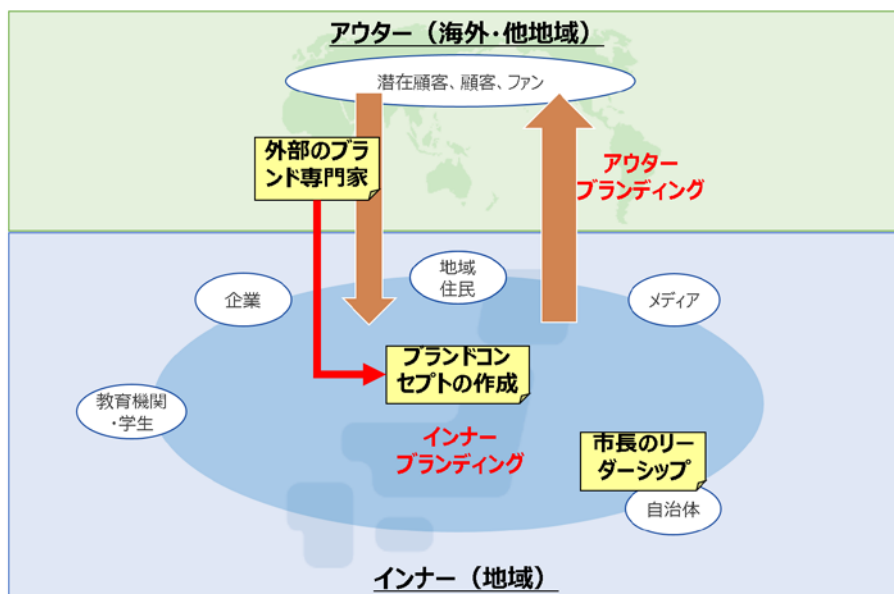 アウター（海外・他地域）
潜在顧客、顧客、ファン
外部のブラ
ンド専門家
アウター
ブランディング
地域
住民
企業
メディア
ブランドコン
セプトの作成
教育機関
・学生
インナー
ブランディング
市長のリー
ダーシップ
自治体
インナー（地域）